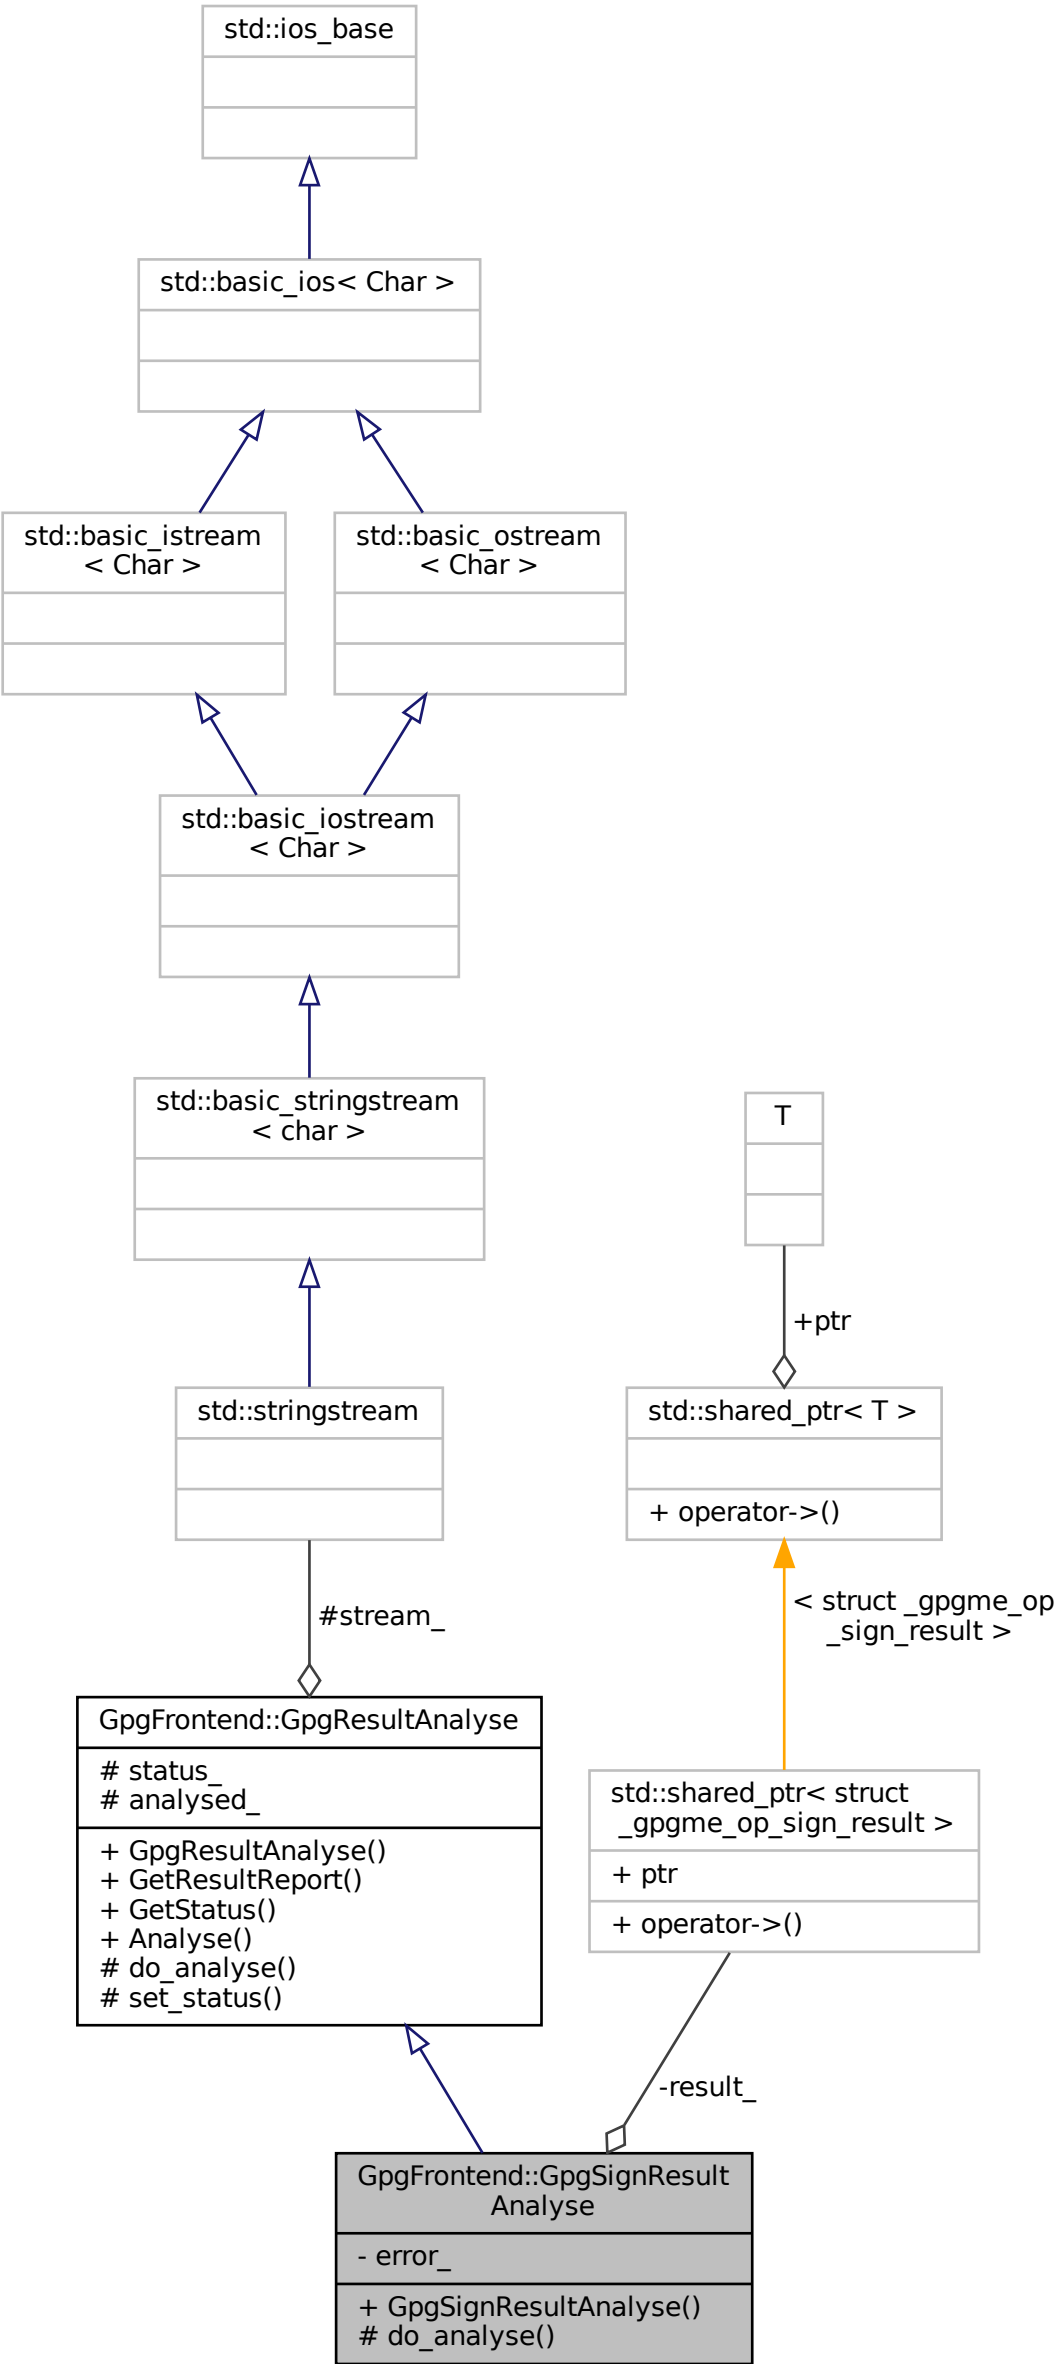 std::ios_base
std::basic_ios< Char >
std::basic_istream
< Char >
std::basic_ostream
< Char >
std::basic_iostream
< Char >
std::basic_stringstream
< char >
T
+ptr
std::stringstream
std::shared_ptr< T >
+ operator->()
#stream_
< struct _gpgme_op
_sign_result >
GpgFrontend::GpgResultAnalyse
# status_
# analysed_
+ GpgResultAnalyse()
+ GetResultReport()
+ GetStatus()
+ Analyse()
# do_analyse()
# set_status()
std::shared_ptr< struct
_gpgme_op_sign_result >
+ ptr
+ operator->()
-result_
GpgFrontend::GpgSignResult
Analyse
- error_
+ GpgSignResultAnalyse()
# do_analyse()